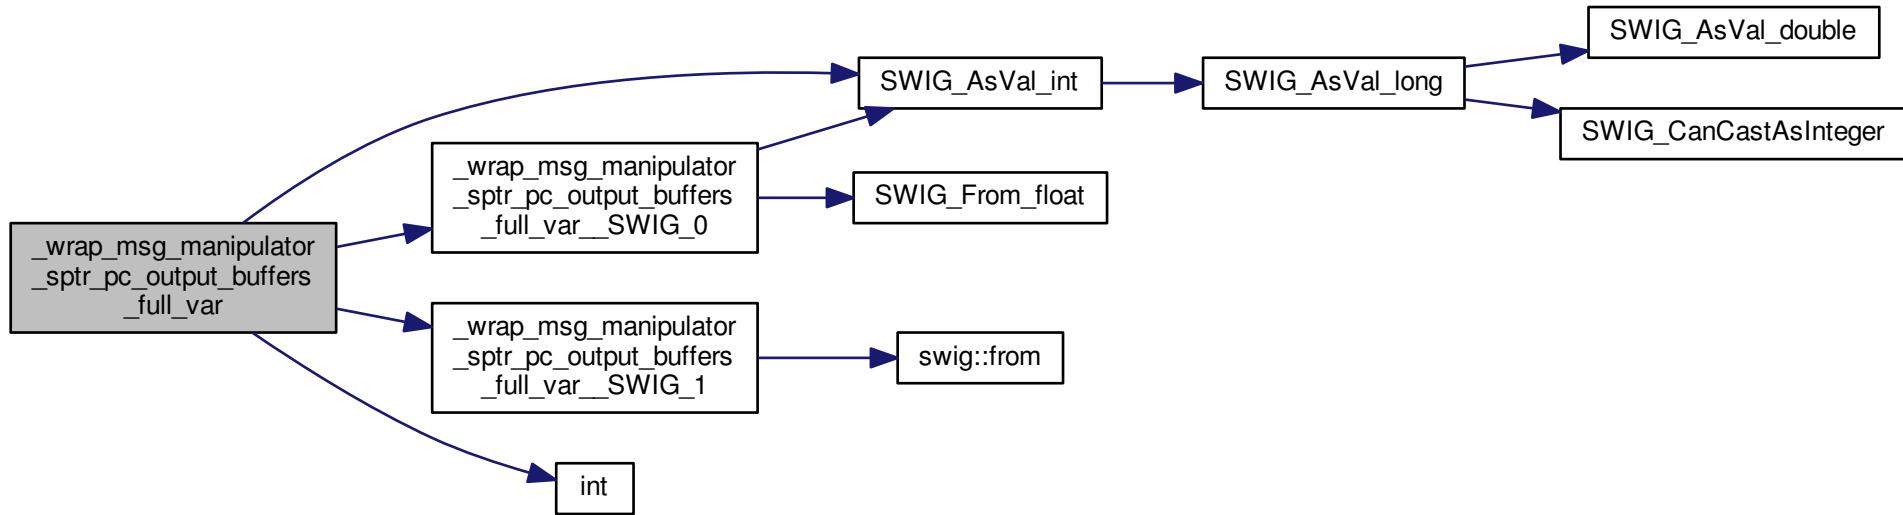 _wrap_msg_manipulator
_sptr_pc_output_buffers
_full_var
_wrap_msg_manipulator
_sptr_pc_output_buffers
_full_var__SWIG_0
_wrap_msg_manipulator
_sptr_pc_output_buffers
_full_var__SWIG_1
int
SWIG_AsVal_int
SWIG_From_float
swig::from
SWIG_AsVal_long
SWIG_AsVal_double
SWIG_CanCastAsInteger